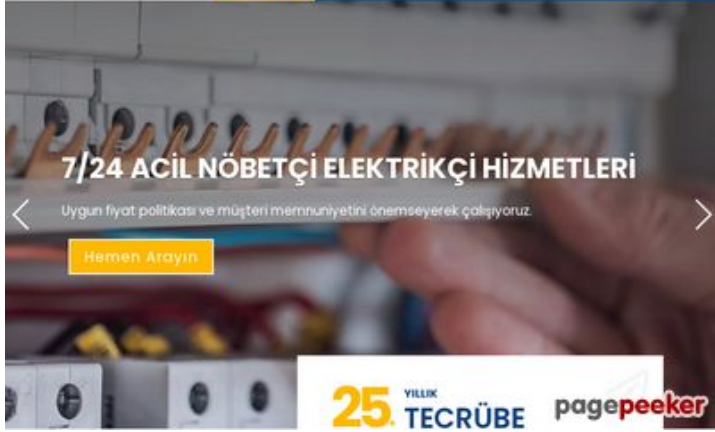 7/24 ACİL NÖBETÇİ ELEKTRİKÇİ HİZMETLERİ
Uygun fiyat politikası ve müşteri memnuniyetini önemseyerek çalışıyoruz.
Hemen Arayın
25. YILLIK
TECRÜBE
pagepeeker